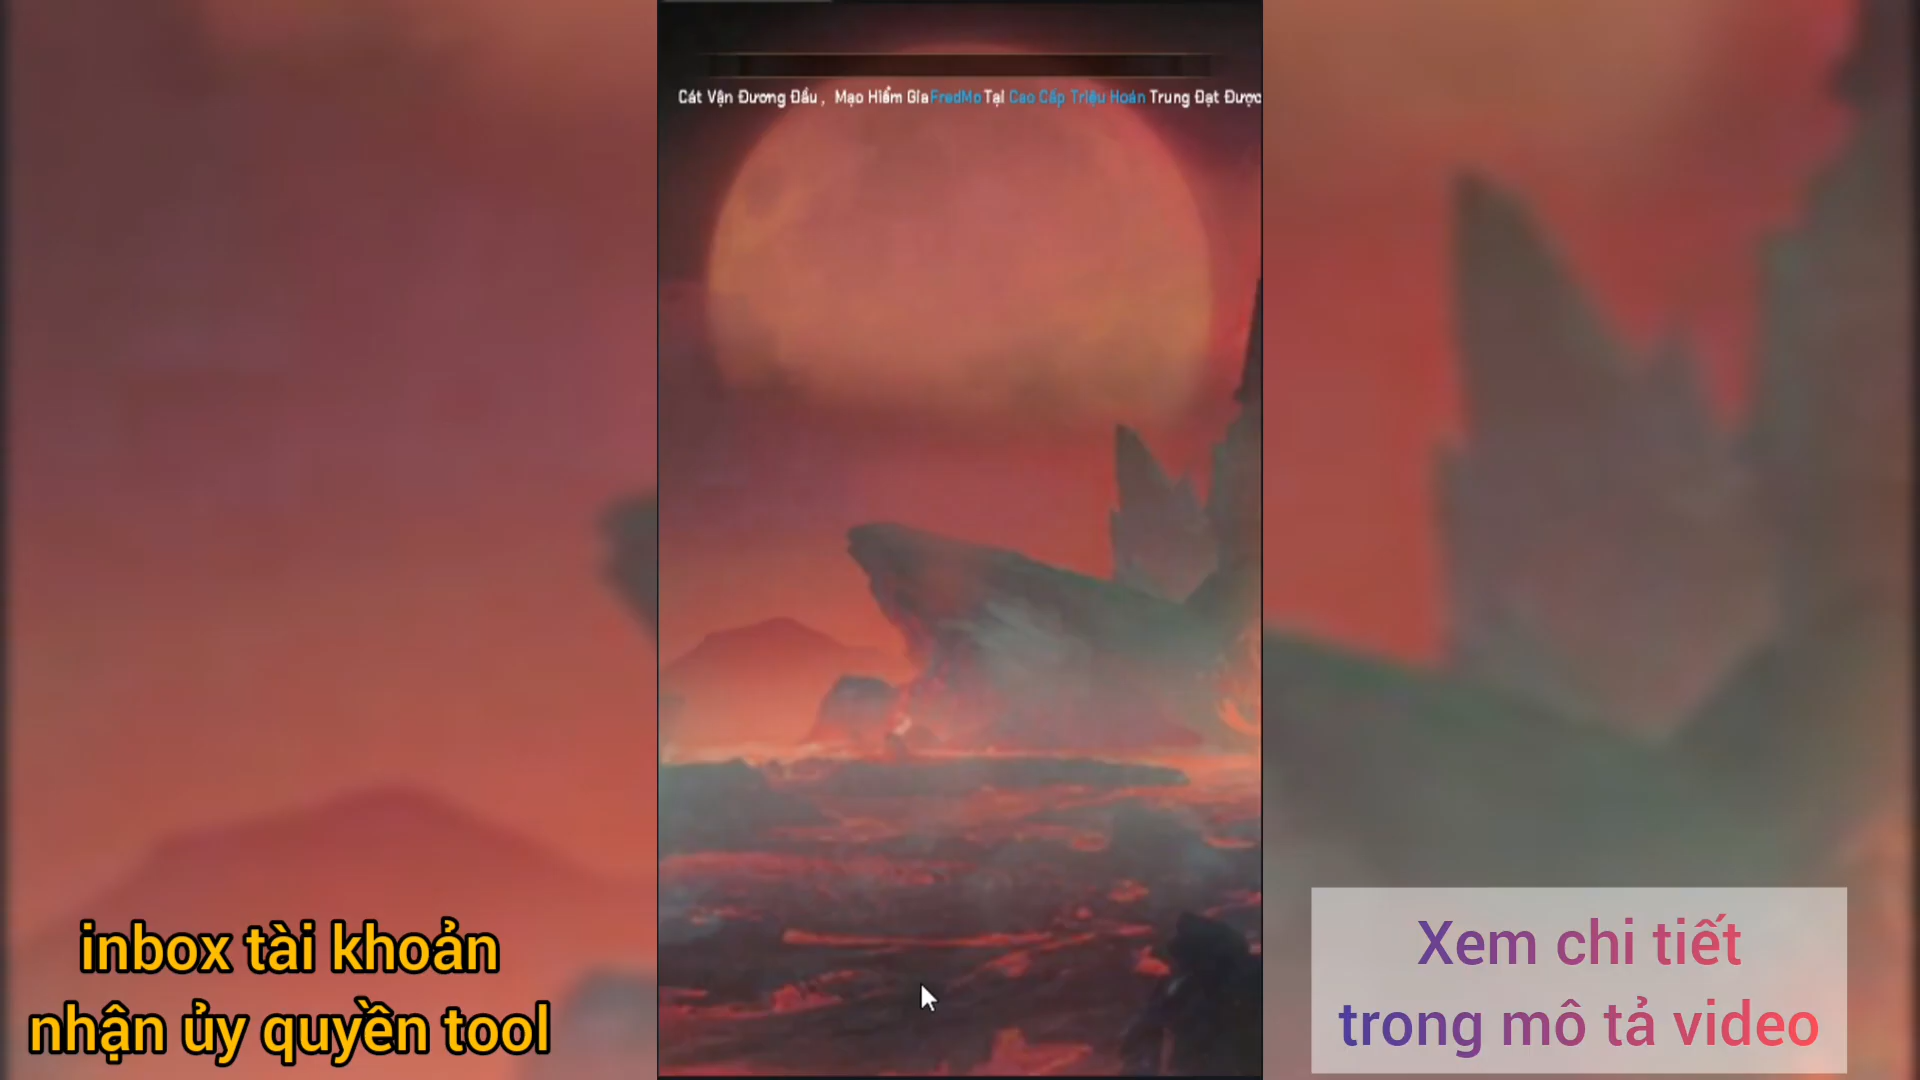 Cát Vận Đương Đầu, Mạo Hiểm Gia FredMo Tại Cao Cấp Triệu Hoán Trung Đạt Được
inbox tài khoản
nhận ủy quyền tool
Xem chi tiết
trong mô tả video